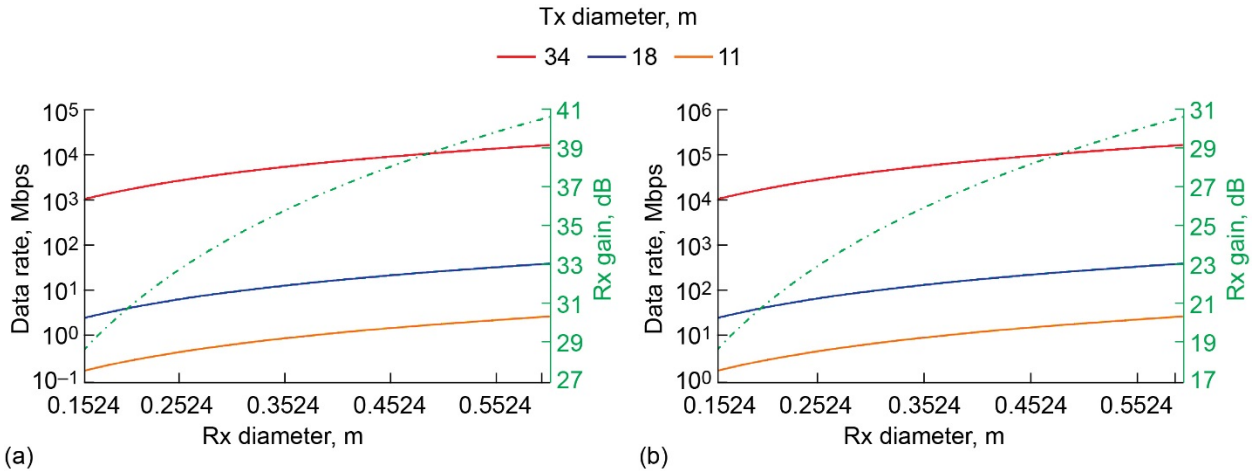 Tx diameter, m
34 18 11
Data rate, Mbps
10⁵
10⁴
10³
10²
10¹
10⁰
10⁻¹
41
39
37
35
33
31
29
27
Rx gain, dB
0.1524 0.2524 0.3524 0.4524 0.5524
Rx diameter, m
(a)
Data rate, Mbps
10⁶
10⁵
10⁴
10³
10²
10¹
10⁰
31
29
27
25
23
21
19
17
Rx gain, dB
0.1524 0.2524 0.3524 0.4524 0.5524
Rx diameter, m
(b)